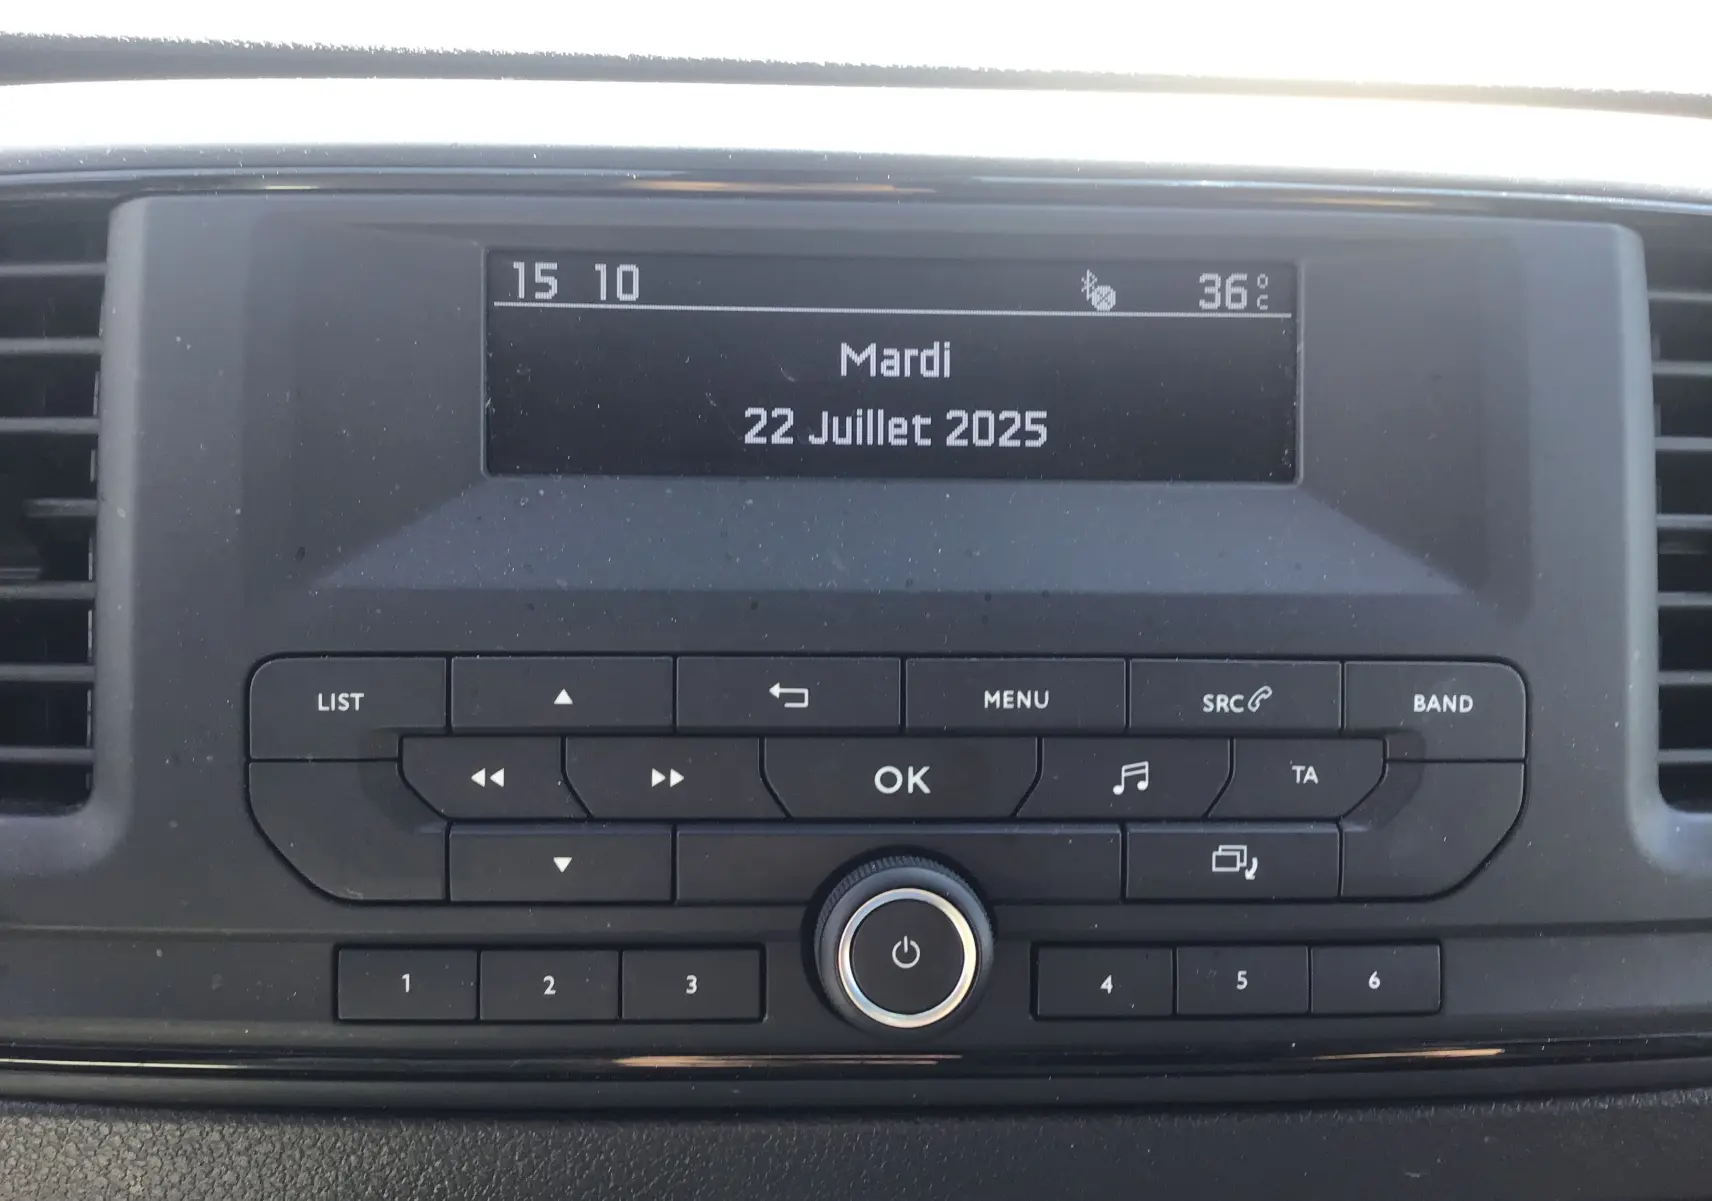 15 10 36°C
Mardi
22 Juillet 2025
LIST MENU SRC BAND
OK TA
1 2 3 4 5 6